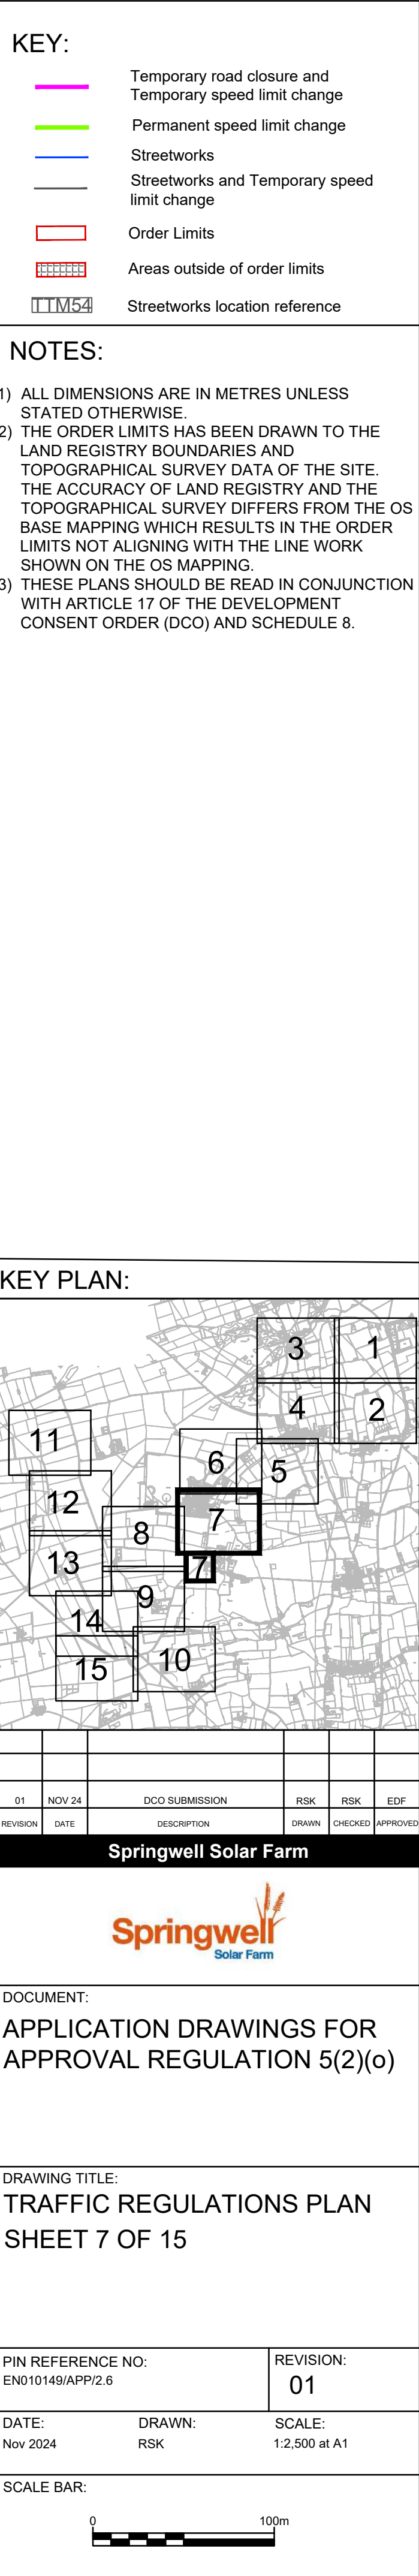 KEY:
Temporary road closure and
Temporary speed limit change
Permanent speed limit change
Streetworks
Streetworks and Temporary speed
limit change
Order Limits
Areas outside of order limits
TTM54 Streetworks location reference
NOTES:
1) ALL DIMENSIONS ARE IN METRES UNLESS
STATED OTHERWISE.
2) THE ORDER LIMITS HAS BEEN DRAWN TO THE
LAND REGISTRY BOUNDARIES AND
TOPOGRAPHICAL SURVEY DATA OF THE SITE.
THE ACCURACY OF LAND REGISTRY AND THE
TOPOGRAPHICAL SURVEY DIFFERS FROM THE OS
BASE MAPPING WHICH RESULTS IN THE ORDER
LIMITS NOT ALIGNING WITH THE LINE WORK
SHOWN ON THE OS MAPPING.
3) THESE PLANS SHOULD BE READ IN CONJUNCTION
WITH ARTICLE 17 OF THE DEVELOPMENT
CONSENT ORDER (DCO) AND SCHEDULE 8.
KEY PLAN:
3 1
4 2
11
6 5
12
7
8
13
7
9
14
10
15
01 NOV 24 DCO SUBMISSION RSK RSK EDF
REVISION DATE DESCRIPTION DRAWN CHECKED APPROVED
Springwell Solar Farm
Springwell
Solar Farm
DOCUMENT:
APPLICATION DRAWINGS FOR
APPROVAL REGULATION 5(2)(o)
DRAWING TITLE:
TRAFFIC REGULATIONS PLAN
SHEET 7 OF 15
PIN REFERENCE NO: REVISION:
EN010149/APP/2.6 01
DATE: DRAWN: SCALE:
Nov 2024 RSK 1:2,500 at A1
SCALE BAR:
0 100m